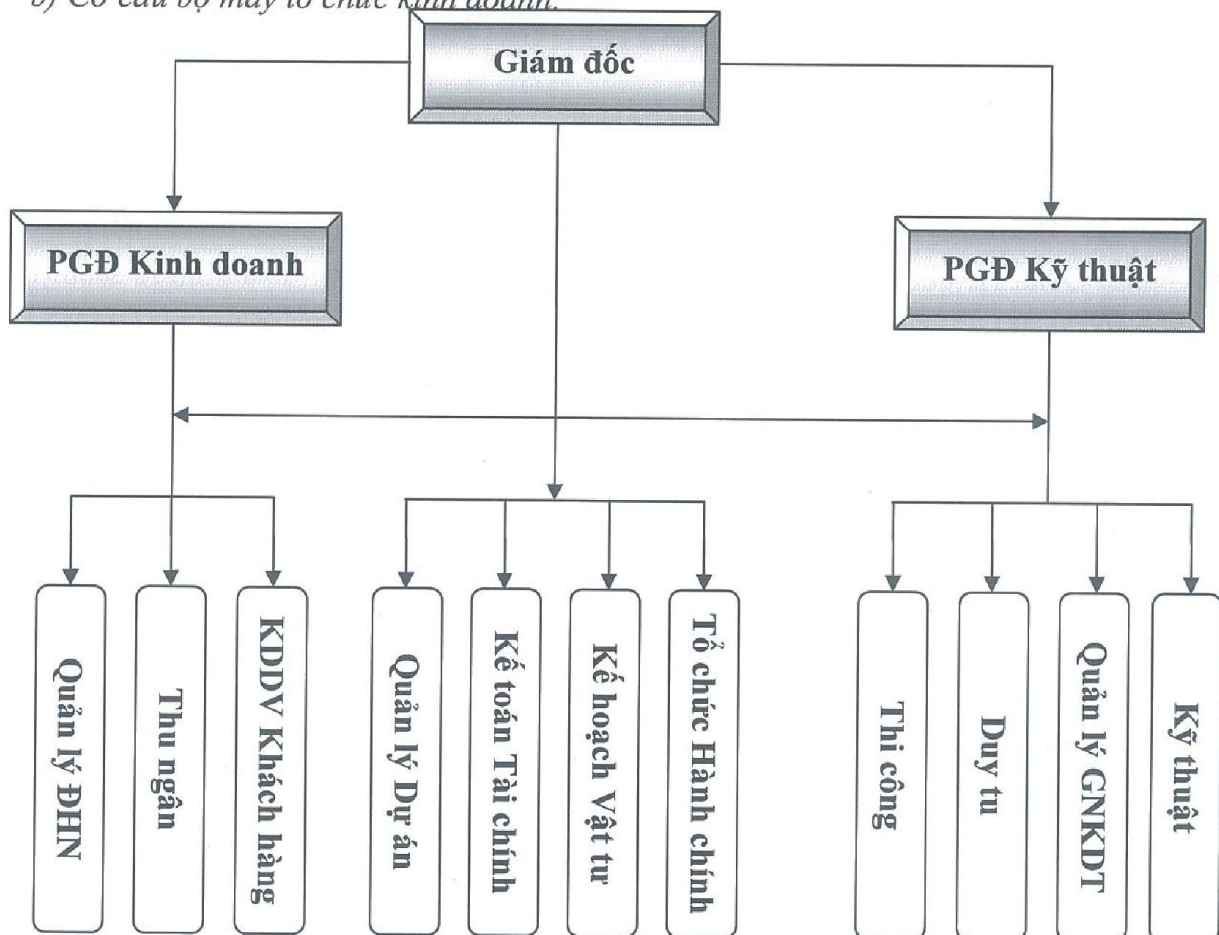 b) Cơ cấu bộ máy tổ chức kinh doanh:
Giám đốc
PGĐ Kinh doanh
PGĐ Kỹ thuật
Quản lý ĐHN
Thu ngân
KDDV Khách hàng
Quản lý Dự án
Kế toán Tài chính
Kế hoạch Vật tư
Tổ chức Hành chính
Thi công
Duy tu
Quản lý GNKDT
Kỹ thuật